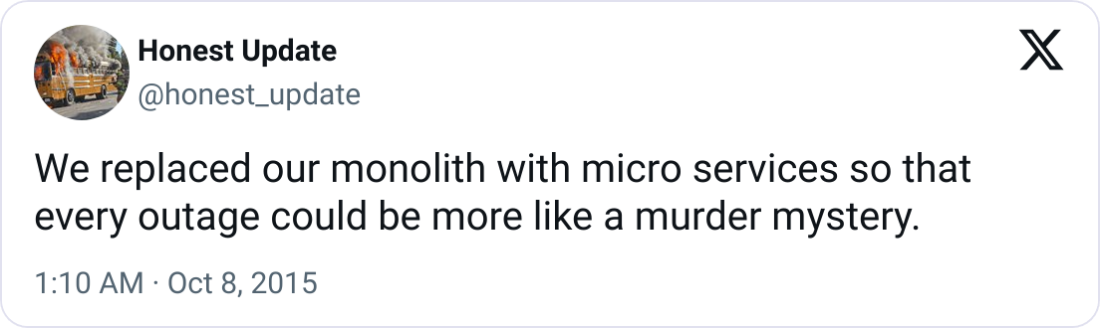 Honest Update
@honest_update
We replaced our monolith with micro services so that
every outage could be more like a murder mystery.
1:10 AM · Oct 8, 2015